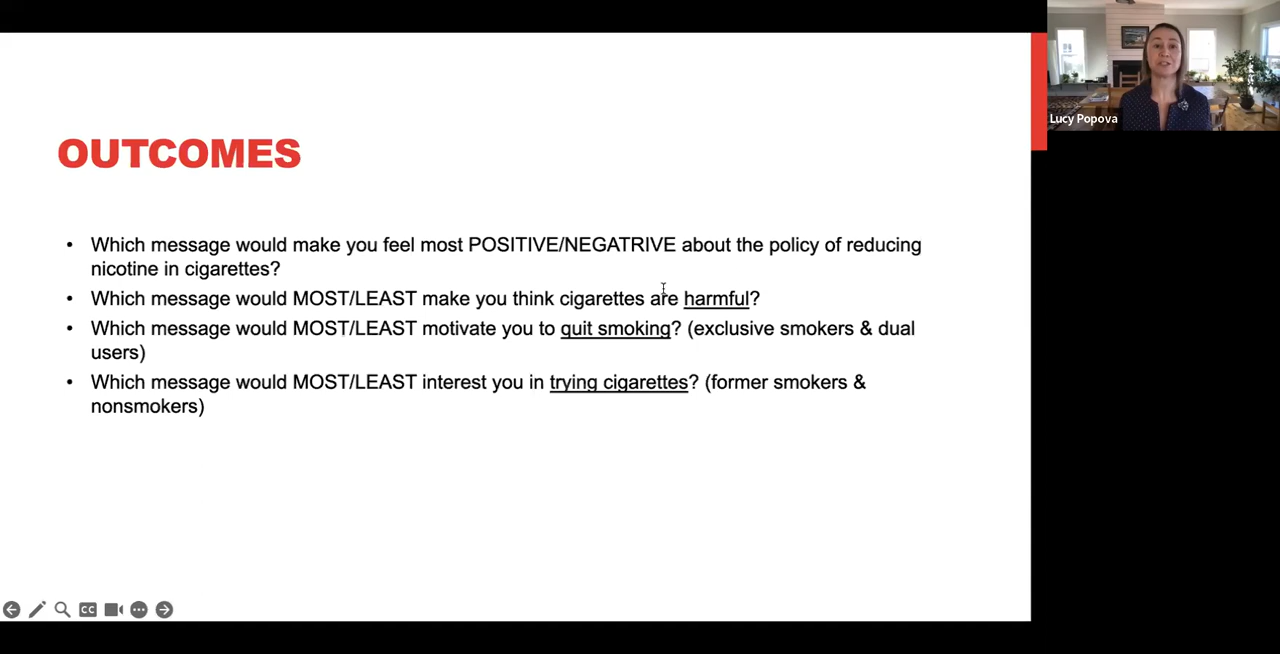 OUTCOMES
• Which message would make you feel most POSITIVE/NEGATRIVE about the policy of reducing
nicotine in cigarettes?
• Which message would MOST/LEAST make you think cigarettes are harmful?
• Which message would MOST/LEAST motivate you to quit smoking? (exclusive smokers & dual
users)
• Which message would MOST/LEAST interest you in trying cigarettes? (former smokers &
nonsmokers)
Lucy Popova
CC